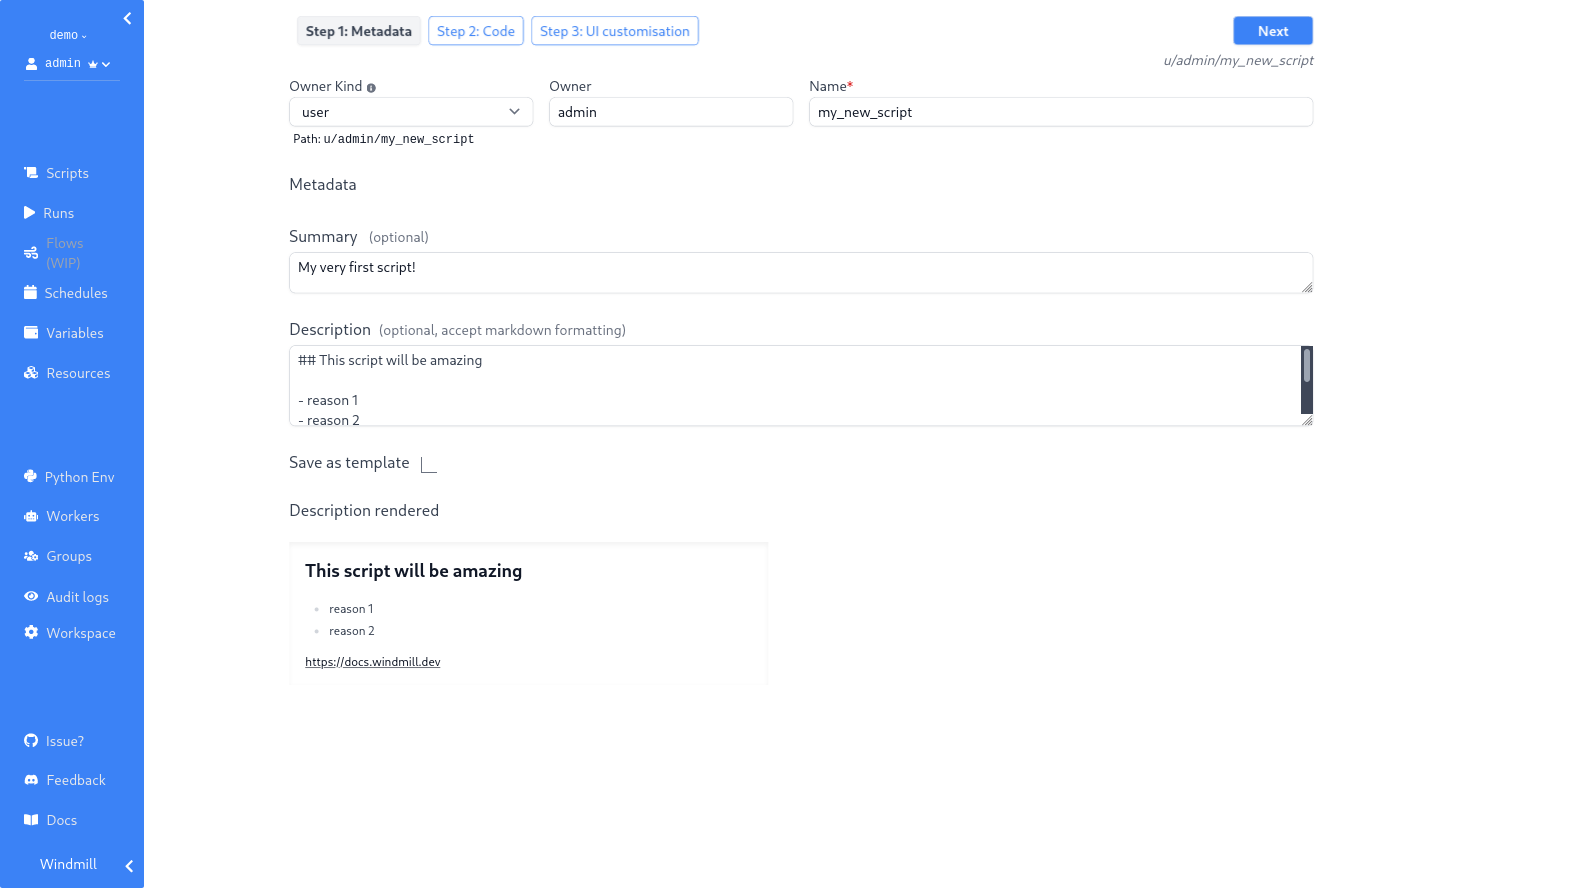 demo
admin
Scripts
Runs
Flows
(WIP)
Schedules
Variables
Resources
Python Env
Workers
Groups
Audit logs
Workspace
Issue?
Feedback
Docs
Windmill
Step 1: Metadata
Step 2: Code
Step 3: UI customisation
Next
u/admin/my_new_script
Owner Kind
Owner
Name*
user
admin
my_new_script
Path: u/admin/my_new_script
Metadata
Summary (optional)
My very first script!
Description (optional, accept markdown formatting)
## This script will be amazing
- reason 1
- reason 2
Save as template
Description rendered
This script will be amazing
reason 1
reason 2
https://docs.windmill.dev